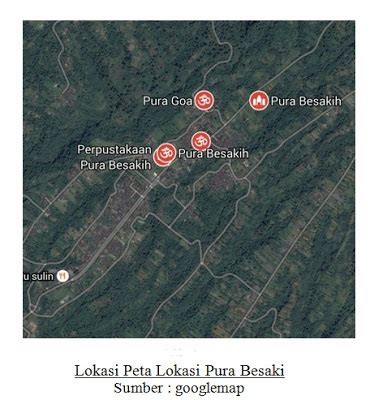 Pura Goa
Pura Besakih
Perpustakaan
Pura Besakih
Pura Besakih
u sulin
Lokasi Peta Lokasi Pura Besaki
Sumber : googlemap